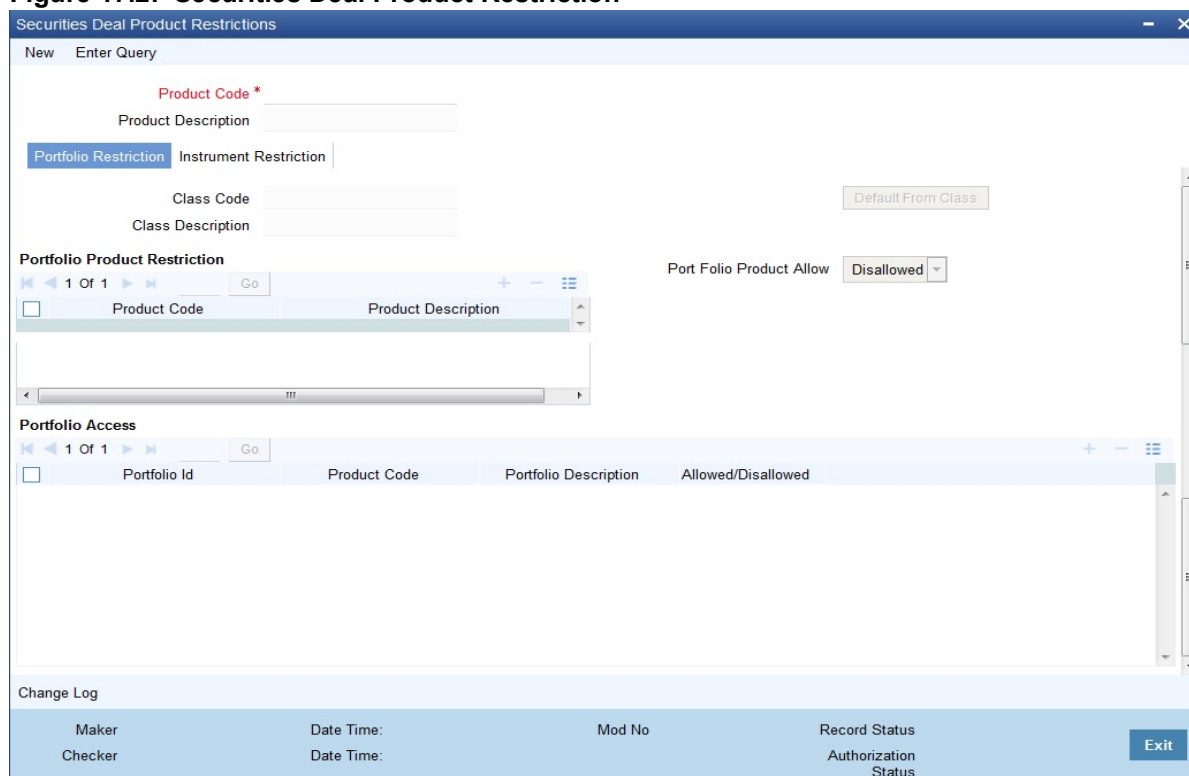 Securities Deal Product Restrictions
New Enter Query
Product Code *
Product Description
Portfolio Restriction Instrument Restriction
Class Code Default From Class
Class Description
Portfolio Product Restriction
Port Folio Product Allow Disallowed
1 Of 1 Go
Product Code Product Description
Portfolio Access
1 Of 1 Go
Portfolio Id Product Code Portfolio Description Allowed/Disallowed
Change Log
Maker Date Time: Mod No Record Status
Checker Date Time: Authorization Status
Exit